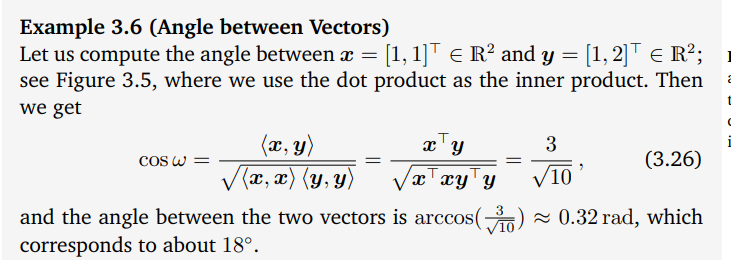 Example 3.6 (Angle between Vectors)
Let us compute the angle between x = [1, 1]⊤ ∈ ℝ² and y = [1, 2]⊤ ∈ ℝ²;
see Figure 3.5, where we use the dot product as the inner product. Then
we get
cos ω = ⟨x, y⟩ / √(⟨x, x⟩ ⟨y, y⟩) = x⊤y / √(x⊤xy⊤y) = 3 / √10 , (3.26)
and the angle between the two vectors is arccos(3/√10) ≈ 0.32 rad, which
corresponds to about 18°.